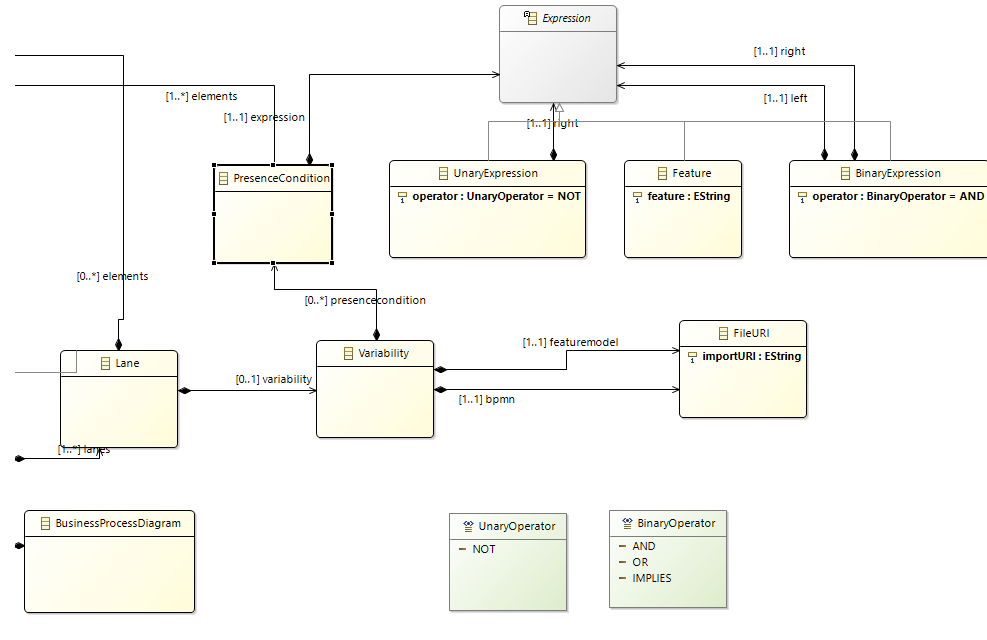 Expression
[1..1] right
[1..*] elements
[1..1] left
[1..1] expression
[1..1] right
PresenceCondition
UnaryExpression
operator : UnaryOperator = NOT
Feature
feature : EString
BinaryExpression
operator : BinaryOperator = AND
[0..*] elements
[0..*] presencecondition
Lane
Variability
FileURI
importURI : EString
[1..1] featuremodel
[0..1] variability
[1..1] bpmn
[1..*] lanes
BusinessProcessDiagram
UnaryOperator
NOT
BinaryOperator
AND
OR
IMPLIES